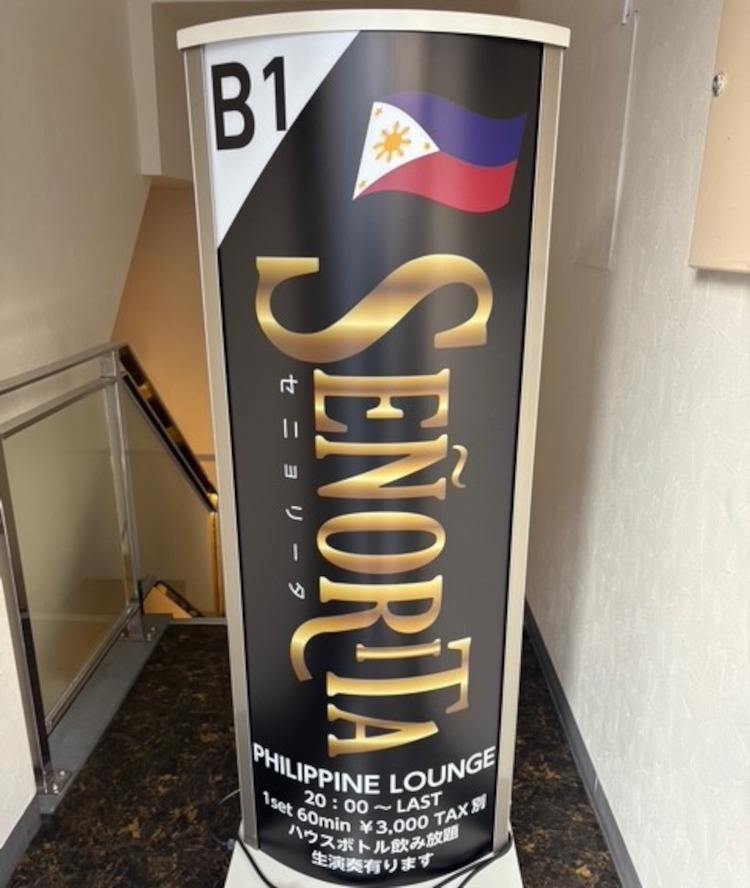 B1
SEÑORITA
セニョリータ
PHILIPPINE LOUNGE
20：00～LAST
1set 60min ￥3,000 TAX別
ハウスボトル飲み放題
生演奏有ります